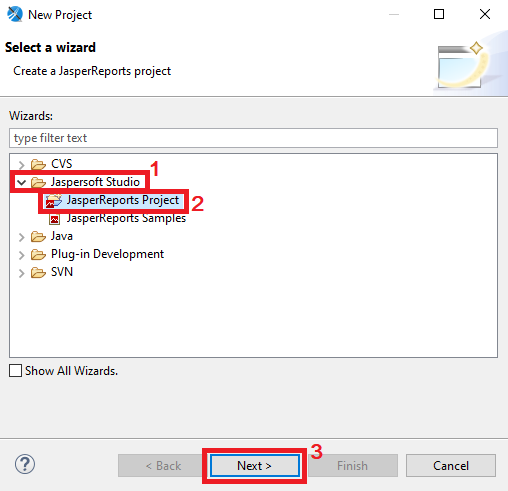 New Project
Select a wizard
Create a JasperReports project
Wizards:
type filter text
CVS
Jaspersoft Studio 1
JasperReports Project 2
JasperReports Samples
Java
Plug-in Development
SVN
Show All Wizards.
3
? < Back Next > Finish Cancel